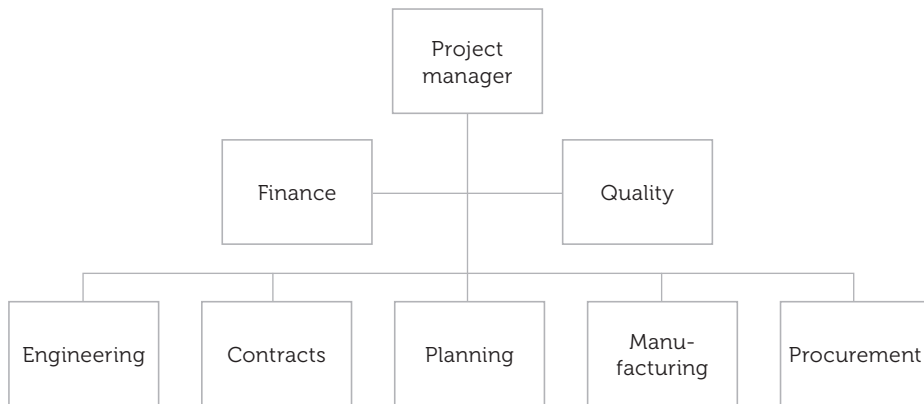 Project
manager
Finance
Quality
Engineering
Contracts
Planning
Manu-
facturing
Procurement